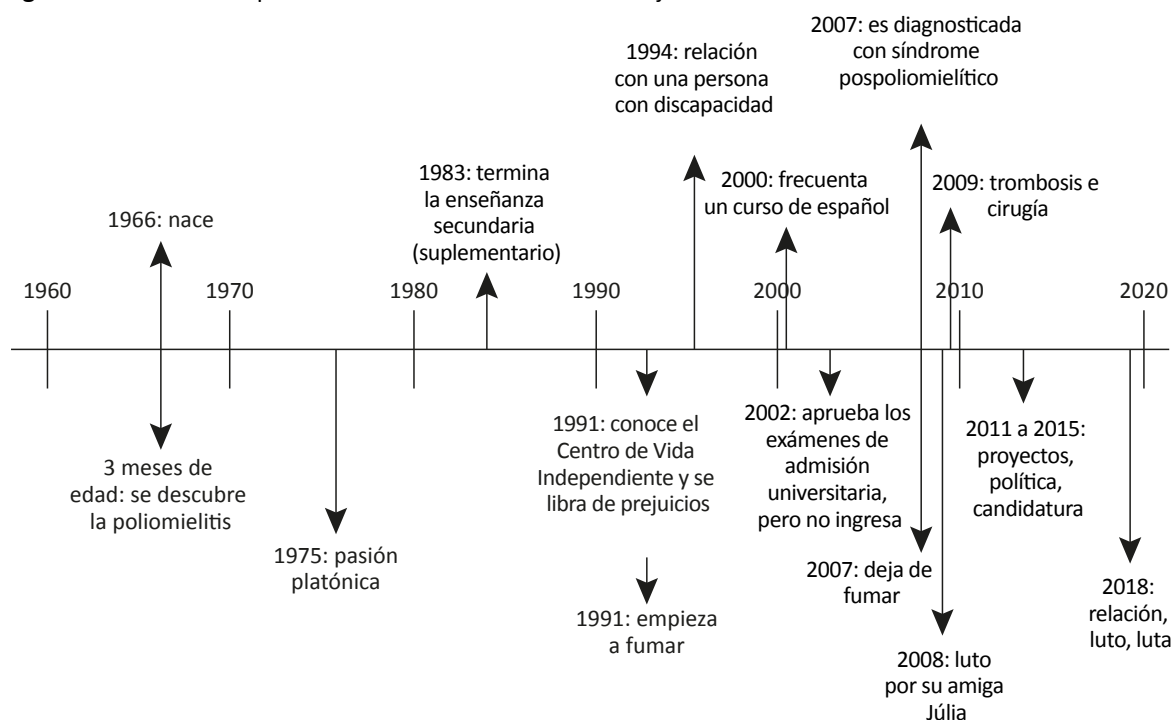 2007: es diagnosticada
con síndrome
pospoliomielítico
1994: relación
con una persona
con discapacidad
1983: termina
la enseñanza
secundaria
(suplementario)
2000: frecuenta
un curso de español
2009: trombosis e
cirugía
1966: nace
1960
1970
1980
1990
2000
2010
2020
3 meses de
edad: se descubre
la poliomielitis
1975: pasión
platónica
1991: conoce el
Centro de Vida
Independiente y se
libra de prejuicios
1991: empieza
a fumar
2002: aprueba los
exámenes de
admisión
universitaria,
pero no ingresa
2007: deja de
fumar
2008: luto
por su amiga
Júlia
2011 a 2015:
proyectos,
política,
candidatura
2018:
relación,
luto, luta